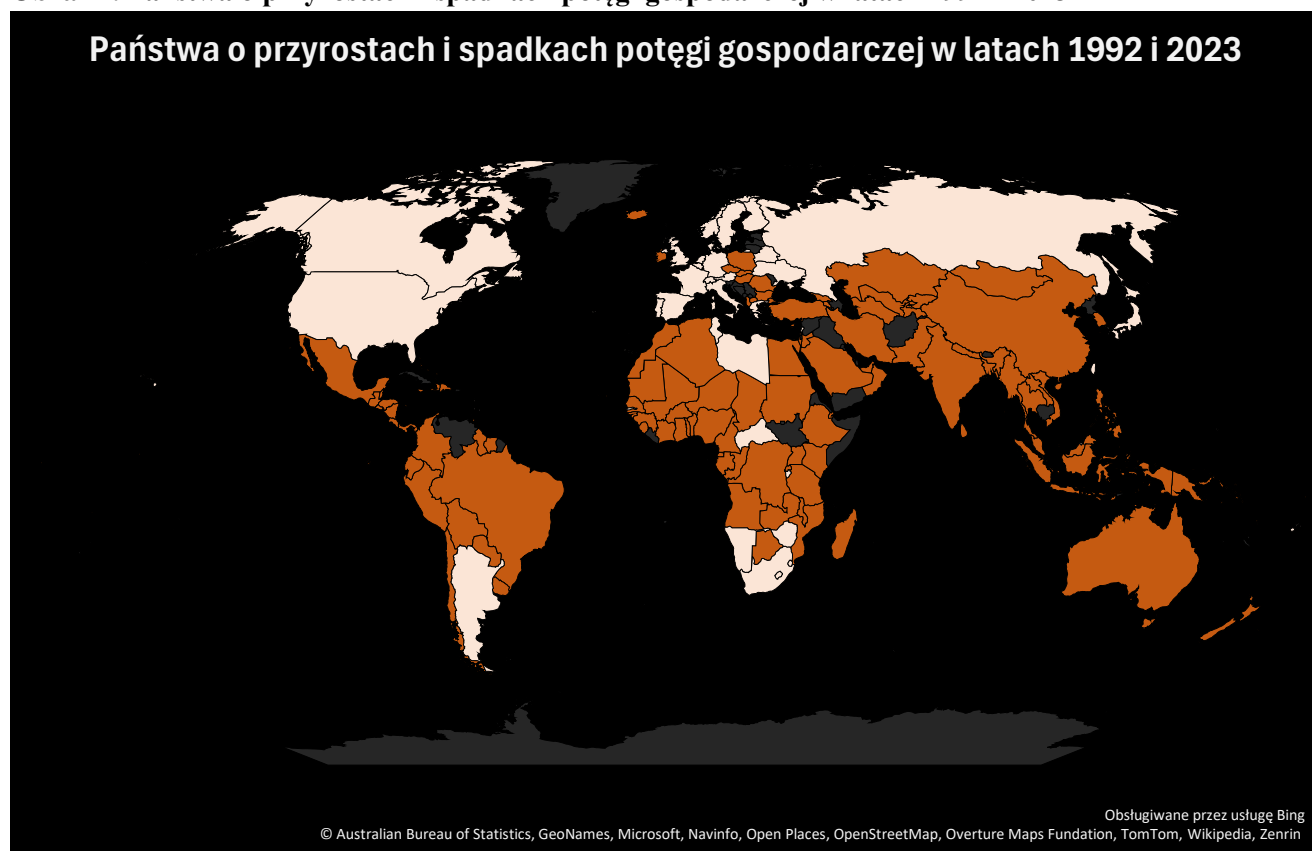 Państwa o przyrostach i spadkach potęgi gospodarczej w latach 1992 i 2023
Obsługiwane przez usługę Bing
© Australian Bureau of Statistics, GeoNames, Microsoft, Navinfo, Open Places, OpenStreetMap, Overture Maps Fundation, TomTom, Wikipedia, Zenrin